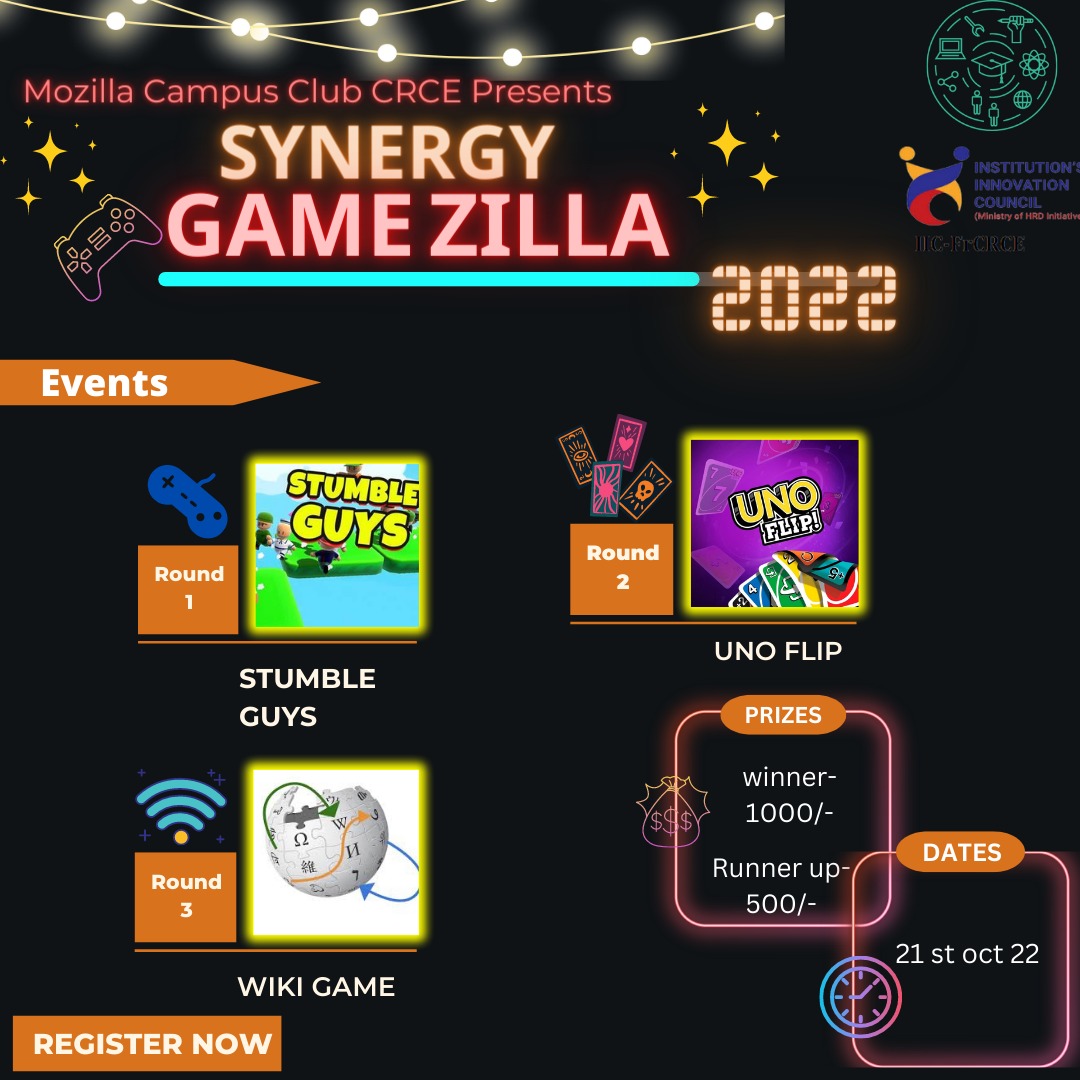 Mozilla Campus Club CRCE Presents
SYNERGY
GAME ZILLA
2022
INSTITUTION'S
INNOVATION
COUNCIL
(Ministry of HRD Initiative
IIC-FrCRCE
Events
Round
1
STUMBLE
GUYS
STUMBLE
GUYS
Round
2
UNO
FLIP!
UNO FLIP
Round
3
Ω
W
維
И
WIKI GAME
PRIZES
winner-
1000/-
$$$
Runner up-
500/-
DATES
21 st oct 22
REGISTER NOW